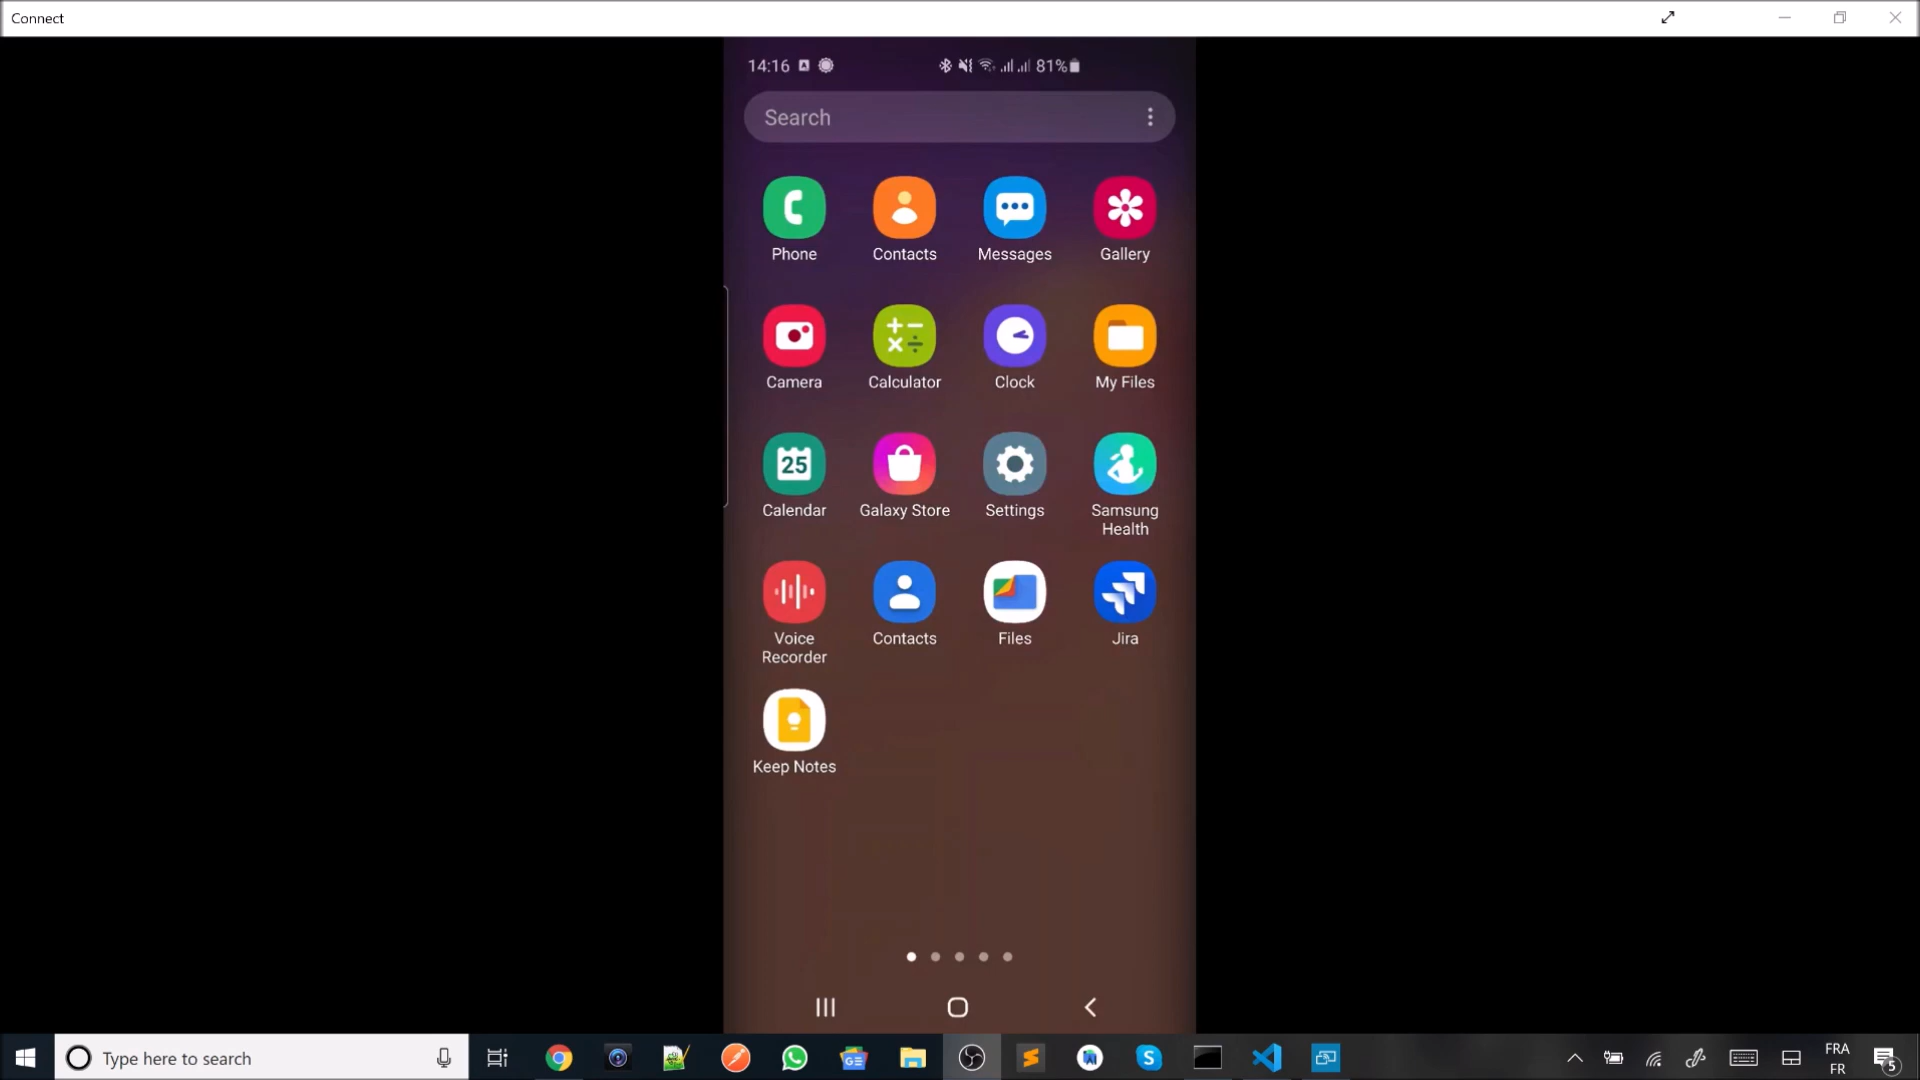 Connect
14:16
81%
Search
Phone
Contacts
Messages
Gallery
Camera
Calculator
Clock
My Files
25
Calendar
Galaxy Store
Settings
Samsung
Health
Voice
Recorder
Contacts
Files
Jira
Keep Notes
Type here to search
GE
FRA
FR
5